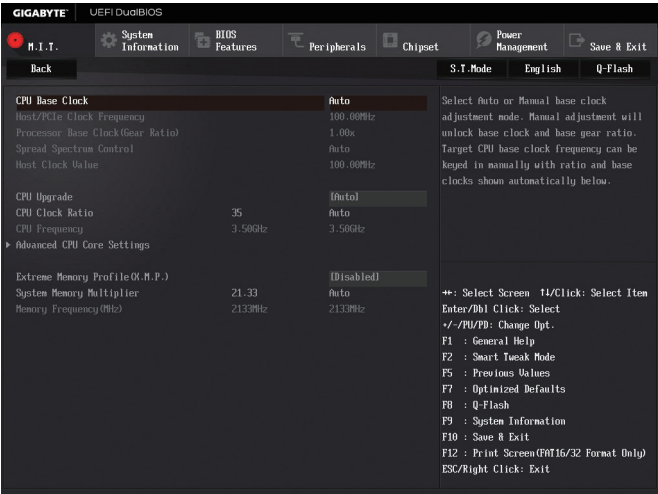 GIGABYTE™ UEFI DualBIOS
M.I.T. System Information BIOS Features Peripherals Chipset Power Management Save & Exit
Back S.T.Mode English Q-Flash
CPU Base Clock Auto
Host/PCIe Clock Frequency 100.00MHz
Processor Base Clock(Gear Ratio) 1.00x
Spread Spectrum Control Auto
Host Clock Value 100.00MHz
CPU Upgrade [Auto]
CPU Clock Ratio 35 Auto
CPU Frequency 3.50GHz 3.50GHz
Advanced CPU Core Settings
Extreme Memory Profile(X.M.P.) [Disabled]
System Memory Multiplier 21.33 Auto
Memory Frequency(MHz) 2133MHz 2133MHz
Select Auto or Manual base clock
adjustment mode. Manual adjustment will
unlock base clock and base gear ratio.
Target CPU base clock frequency can be
keyed in manually with ratio and base
clocks shown automatically below.
→←: Select Screen ↑↓/Click: Select Item
Enter/Dbl Click: Select
+/-/PU/PD: Change Opt.
F1 : General Help
F2 : Smart Tweak Mode
F5 : Previous Values
F7 : Optimized Defaults
F8 : Q-Flash
F9 : System Information
F10 : Save & Exit
F12 : Print Screen(FAT16/32 Format Only)
ESC/Right Click: Exit